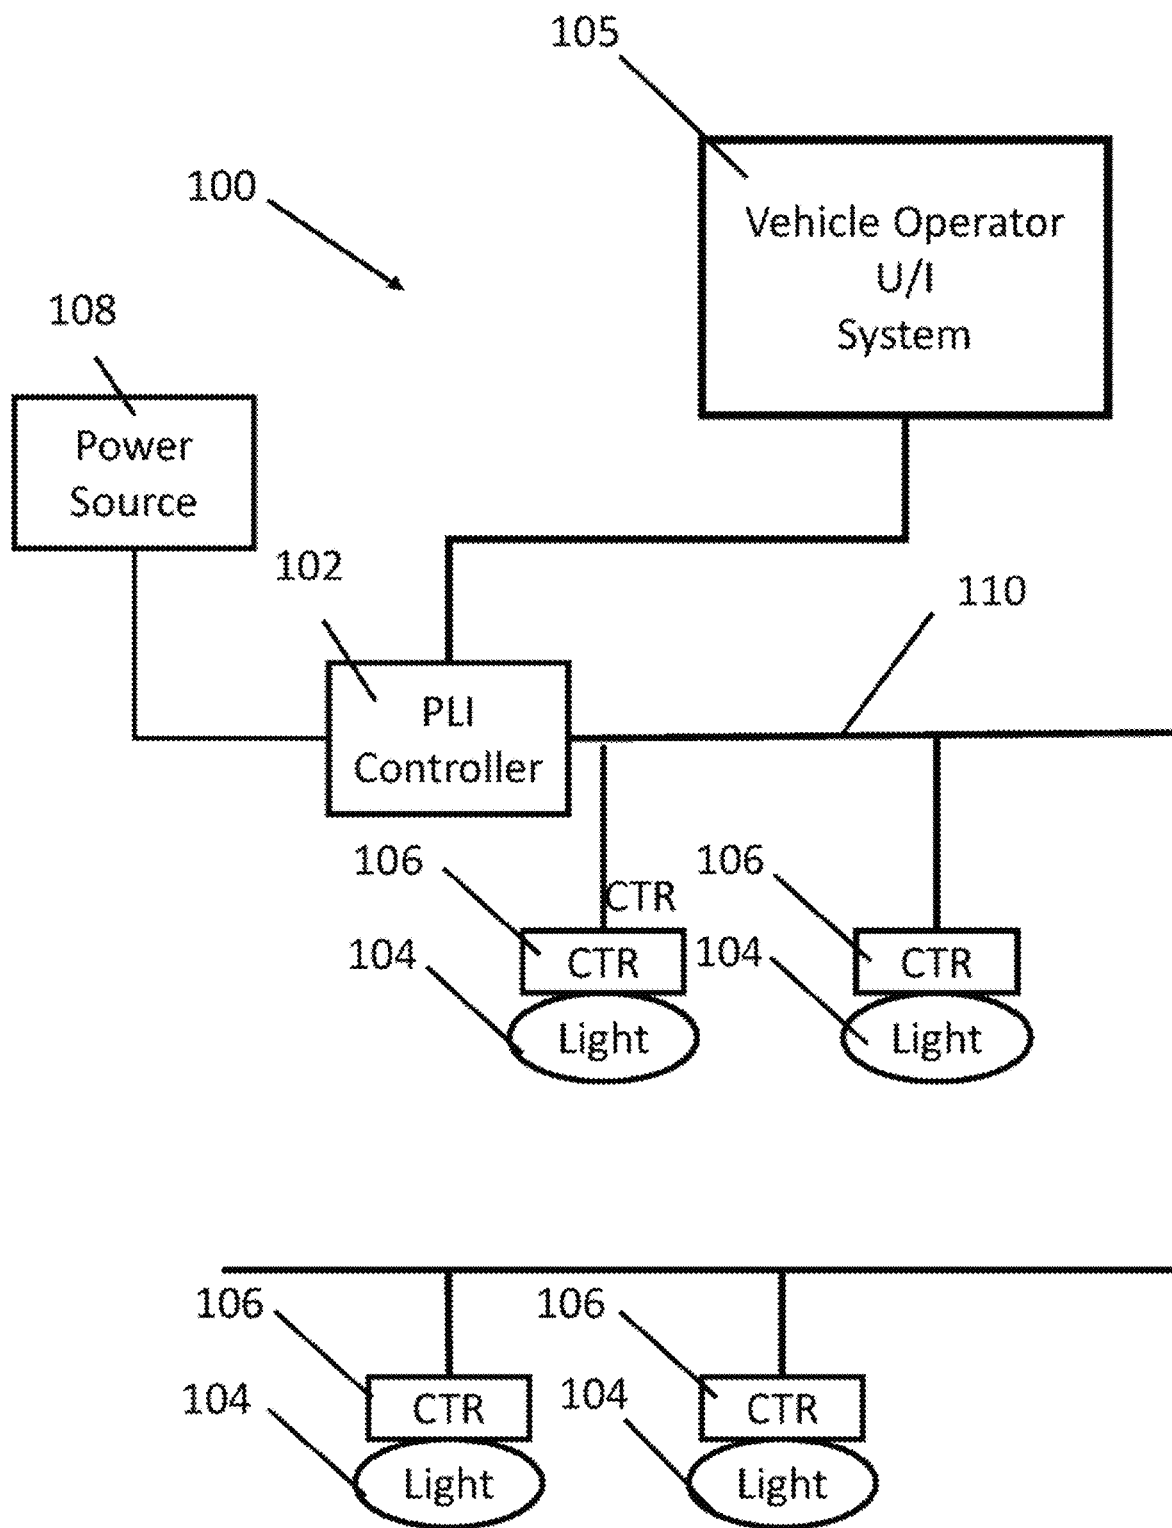 105
100
Vehicle Operator
U/I
System
108
Power
Source
102
110
PLI
Controller
106
106
CTR
104
CTR
104
CTR
Light
Light
106
106
104
CTR
104
CTR
Light
Light